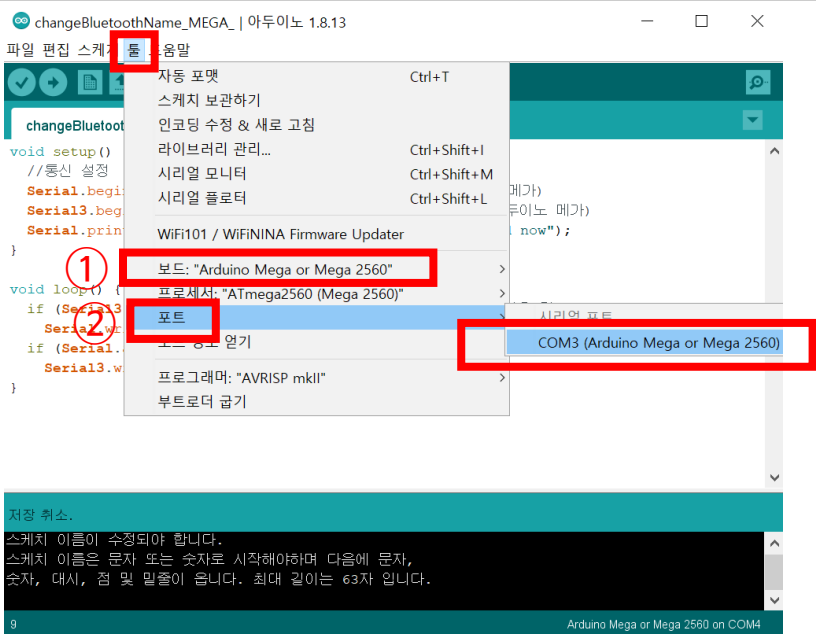 changeBluetoothName_MEGA_ | 아두이노 1.8.13
파일 편집 스케치 툴 도움말
changeBluetoot
자동 포맷 Ctrl+T
스케치 보관하기
인코딩 수정 & 새로 고침
라이브러리 관리... Ctrl+Shift+I
시리얼 모니터 Ctrl+Shift+M
시리얼 플로터 Ctrl+Shift+L
WiFi101 / WiFiNINA Firmware Updater
① 보드: "Arduino Mega or Mega 2560"
프로세서: "ATmega2560 (Mega 2560)"
② 포트
시리얼 포트
COM3 (Arduino Mega or Mega 2560)
얻기
프로그래머: "AVRISP mkII"
부트로더 굽기
void setup()
//통신 설정
Serial.begi 메가)
Serial3.beg 두이노 메가)
Serial.prin now");
}
void loop() {
if (Serial3
Serial.wr
if (Serial.
Serial3.w
}
저장 취소.
스케치 이름이 수정되야 합니다.
스케치 이름은 문자 또는 숫자로 시작해야하며 다음에 문자,
숫자, 대시, 점 및 밑줄이 옵니다. 최대 길이는 63자 입니다.
9 Arduino Mega or Mega 2560 on COM4